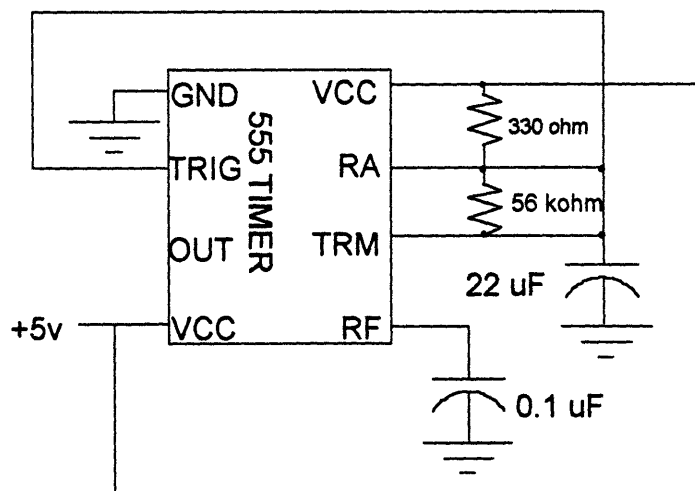 GND
VCC
330 ohm
555 TIMER
TRIG
RA
56 kohm
OUT
TRM
22 uF
+5v
VCC
RF
0.1 uF